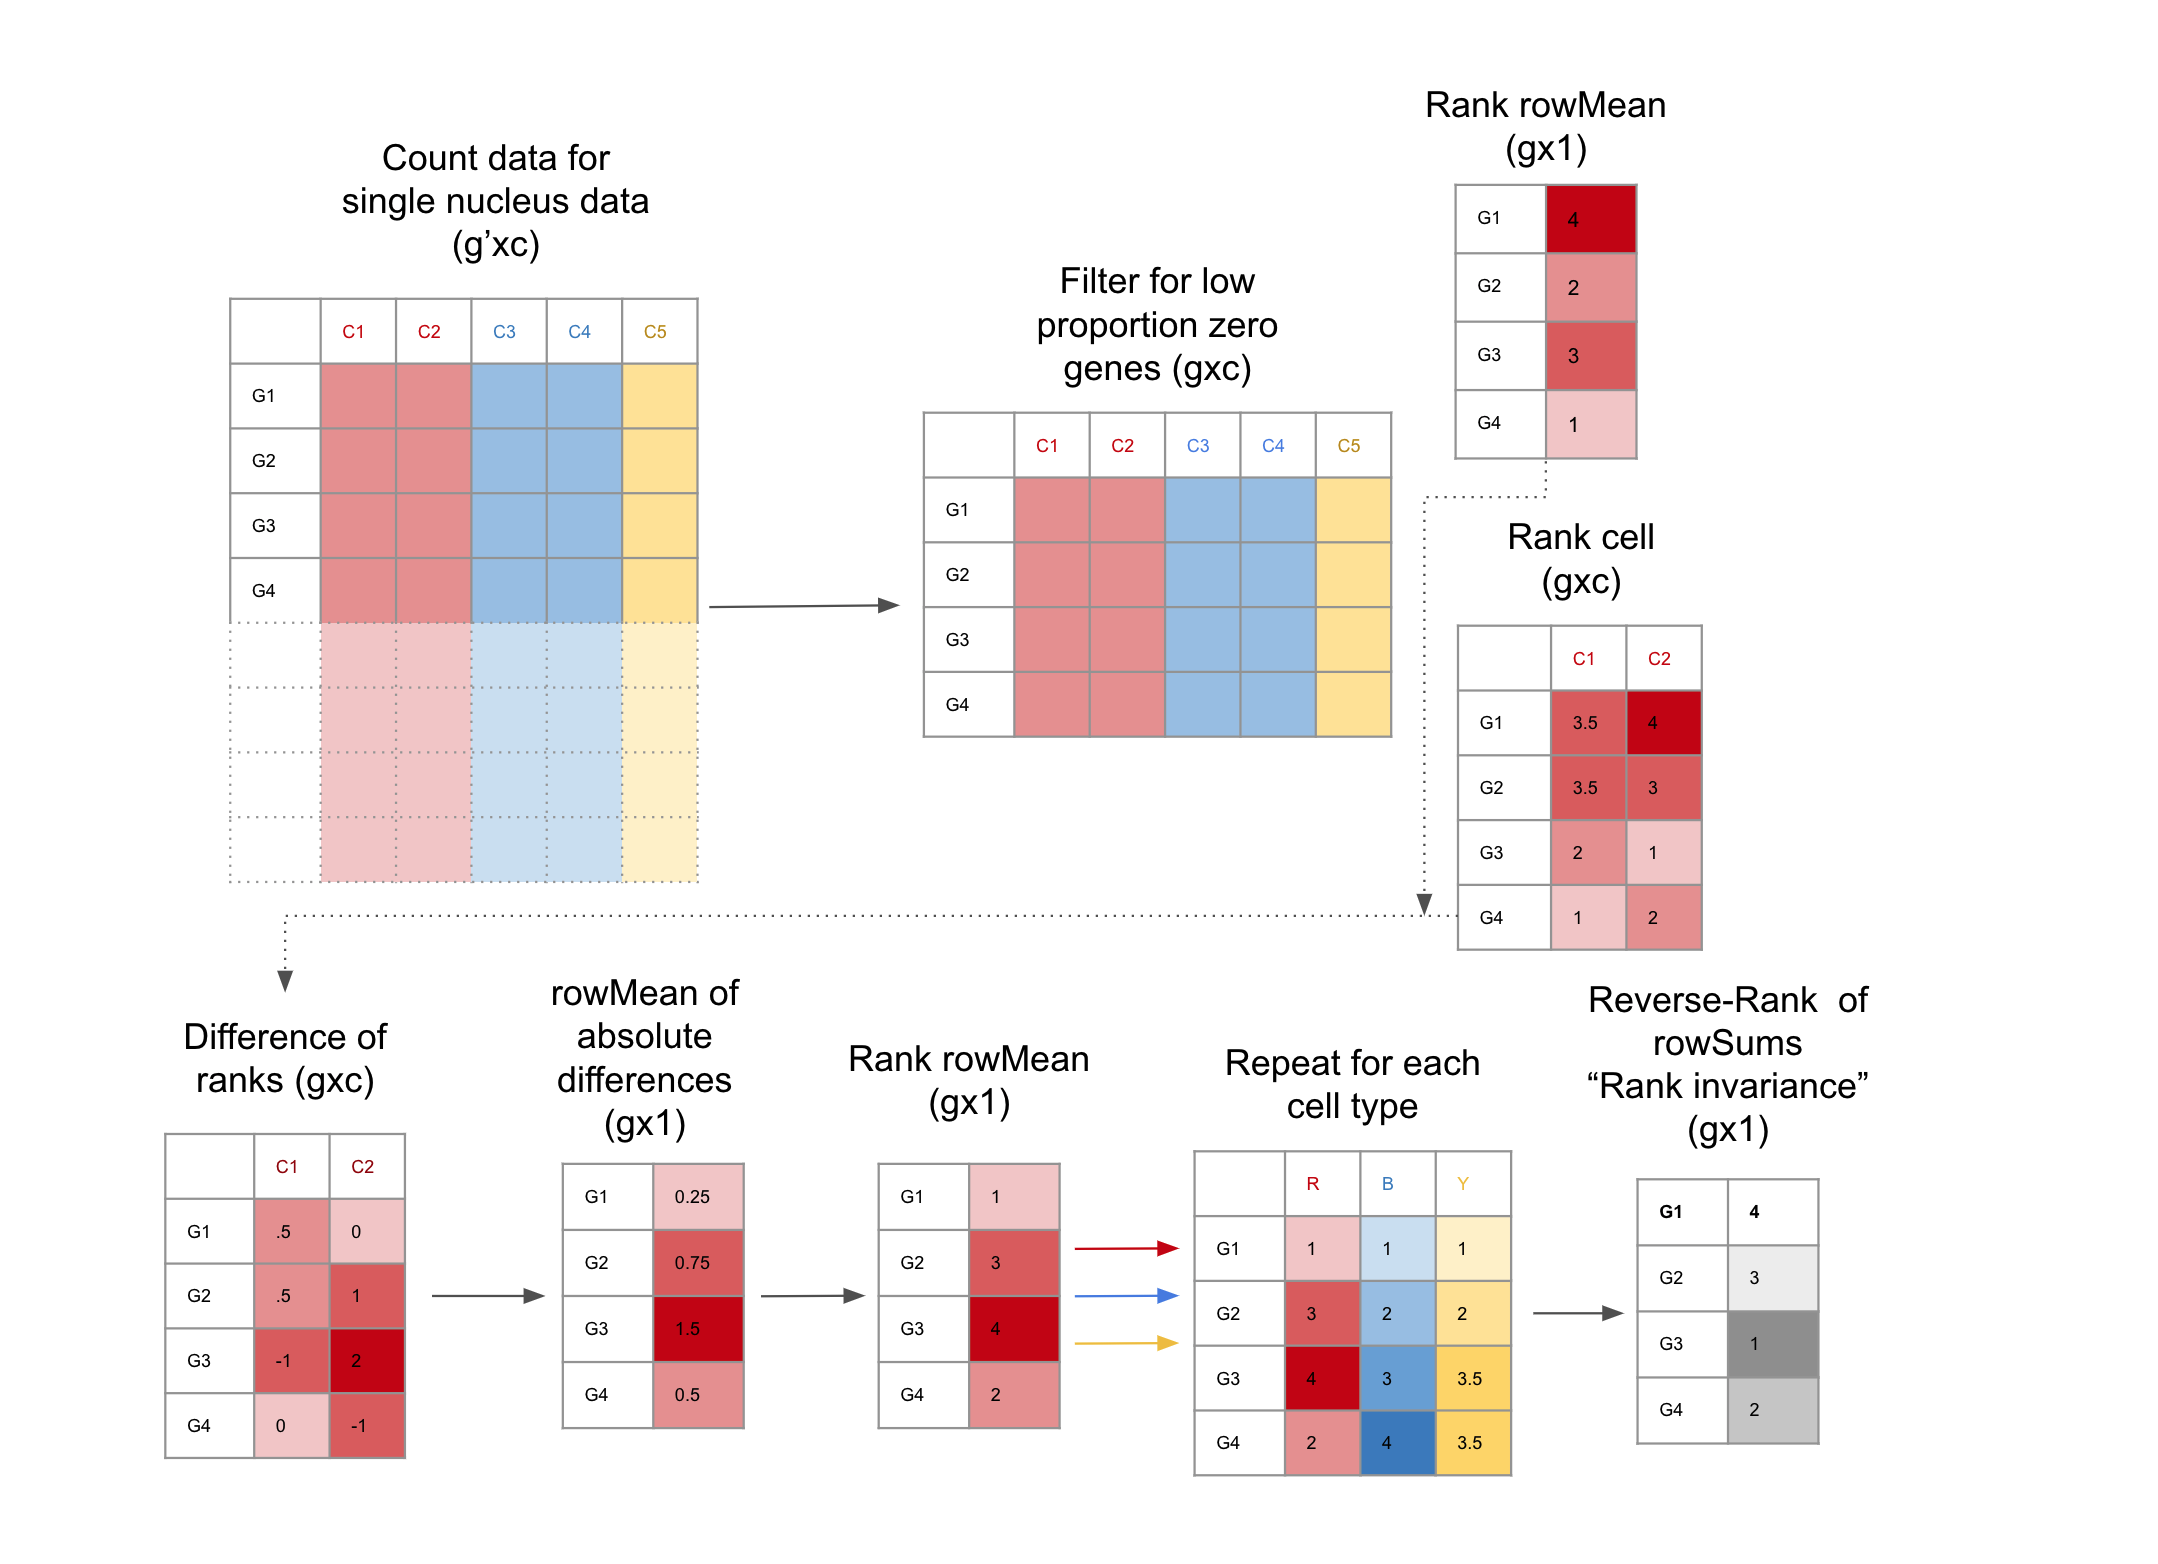 Count data for
single nucleus data
(g’xc)
C1 C2 C3 C4 C5
G1
G2
G3
G4
Filter for low
proportion zero
genes (gxc)
C1 C2 C3 C4 C5
G1
G2
G3
G4
Rank rowMean
(gx1)
G1 4
G2 2
G3 3
G4 1
Rank cell
(gxc)
C1 C2
G1 3.5 4
G2 3.5 3
G3 2 1
G4 1 2
Difference of
ranks (gxc)
C1 C2
G1 .5 0
G2 .5 1
G3 -1 2
G4 0 -1
rowMean of
absolute
differences
(gx1)
G1 0.25
G2 0.75
G3 1.5
G4 0.5
Rank rowMean
(gx1)
G1 1
G2 3
G3 4
G4 2
Repeat for each
cell type
R B Y
G1 1 1 1
G2 3 2 2
G3 4 3 3.5
G4 2 4 3.5
Reverse-Rank of
rowSums
“Rank invariance”
(gx1)
G1 4
G2 3
G3 1
G4 2